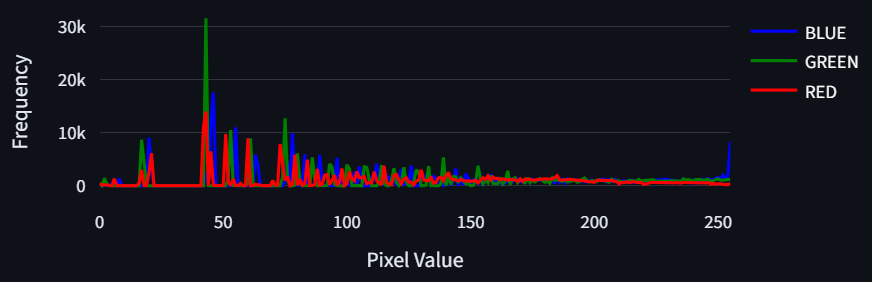 Frequency
30k
20k
10k
0
0
50
100
150
200
250
Pixel Value
BLUE
GREEN
RED